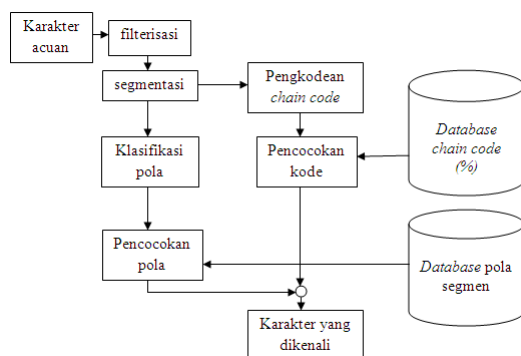 Karakter
acuan
filterisasi
segmentasi
Pengkodean
chain code
Klasifikasi
pola
Pencocokan
kode
Database
chain code
(%)
Pencocokan
pola
Database pola
segmen
Karakter yang
dikenali